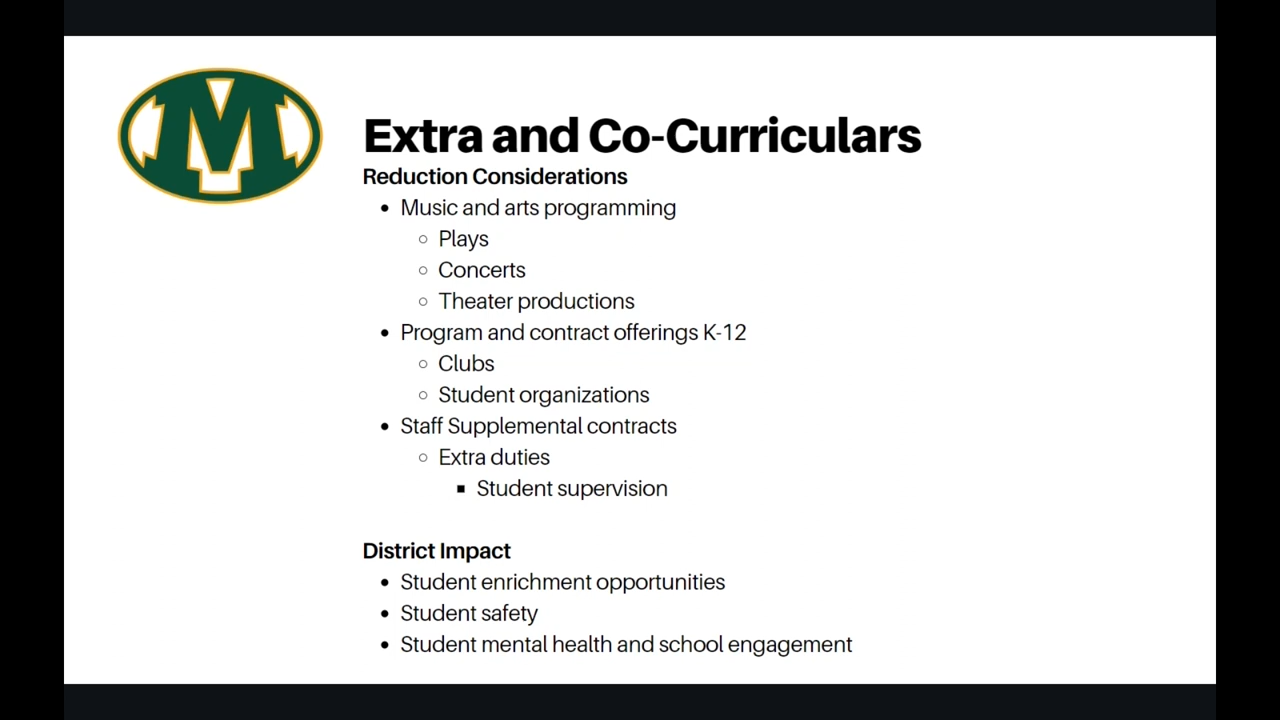 M
Extra and Co-Curriculars
Reduction Considerations
• Music and arts programming
○ Plays
○ Concerts
○ Theater productions
• Program and contract offerings K-12
○ Clubs
○ Student organizations
• Staff Supplemental contracts
○ Extra duties
▪ Student supervision
District Impact
• Student enrichment opportunities
• Student safety
• Student mental health and school engagement